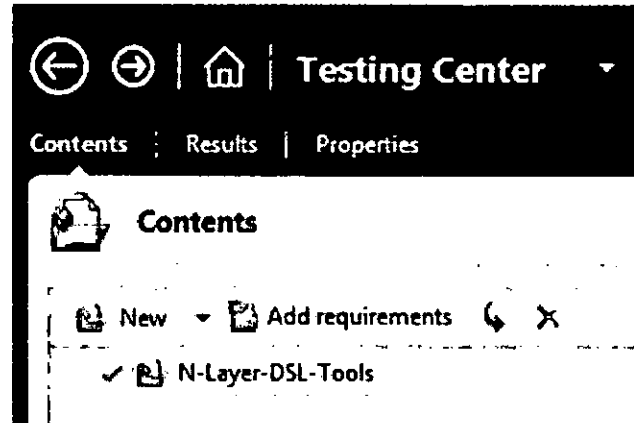 Testing Center
Contents | Results | Properties
Contents
New Add requirements
N-Layer-DSL-Tools